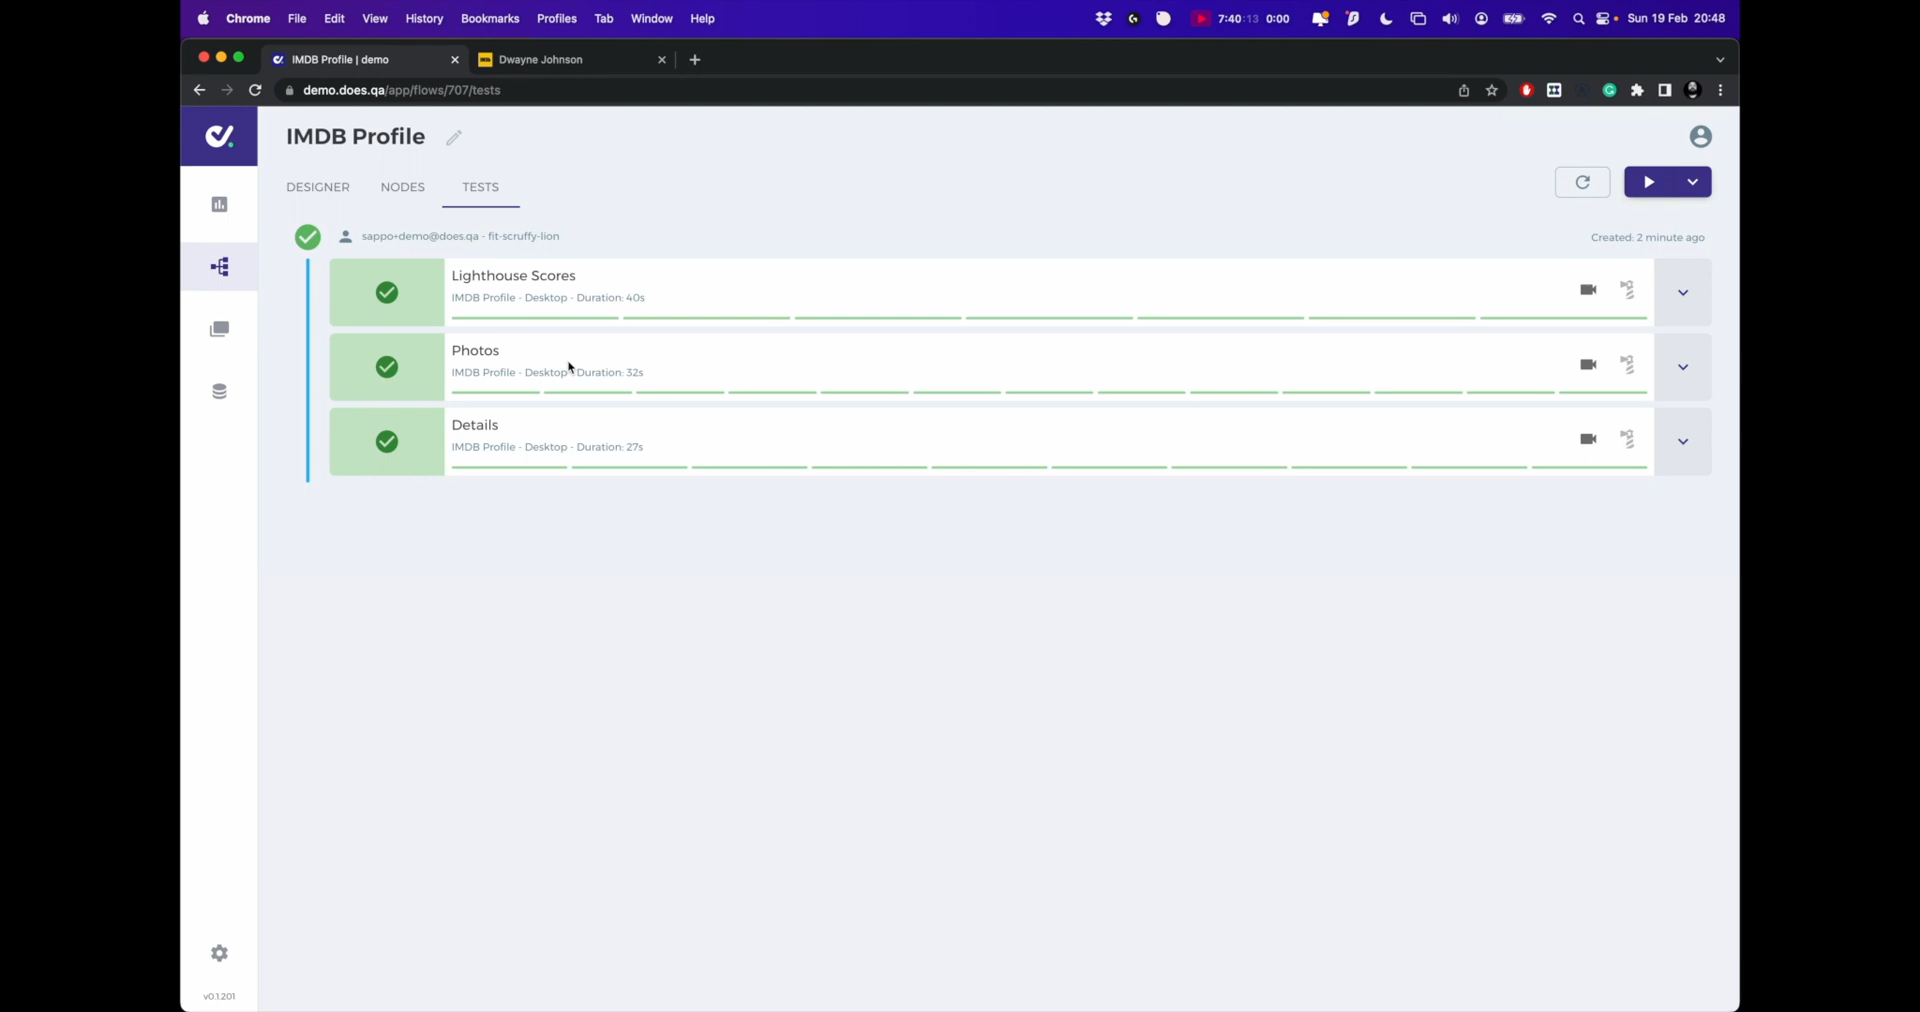 Chrome File Edit View History Bookmarks Profiles Tab Window Help 7:40:13 0:00 Sun 19 Feb 20:48
IMDB Profile | demo Dwayne Johnson
demo.does.qa/app/flows/707/tests
IMDB Profile
DESIGNER NODES TESTS
sappo+demo@does.qa - fit-scruffy-lion Created: 2 minute ago
Lighthouse Scores
IMDB Profile - Desktop - Duration: 40s
Photos
IMDB Profile - Desktop - Duration: 32s
Details
IMDB Profile - Desktop - Duration: 27s
v0.1.201